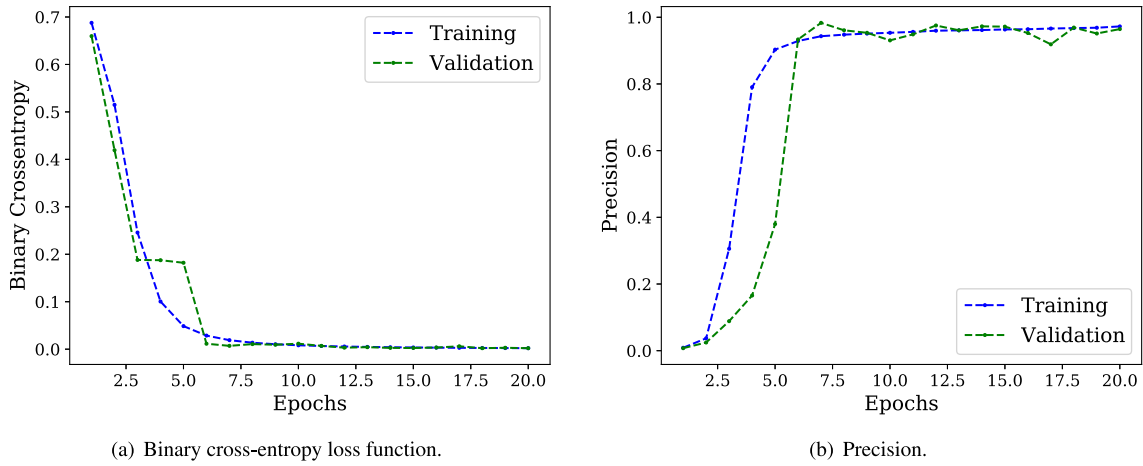 0.7
0.6
0.5
0.4
0.3
0.2
0.1
0.0
Binary Crossentropy
Training
Validation
2.5 5.0 7.5 10.0 12.5 15.0 17.5 20.0
Epochs
(a) Binary cross-entropy loss function.
1.0
0.8
0.6
0.4
0.2
0.0
Precision
Training
Validation
2.5 5.0 7.5 10.0 12.5 15.0 17.5 20.0
Epochs
(b) Precision.